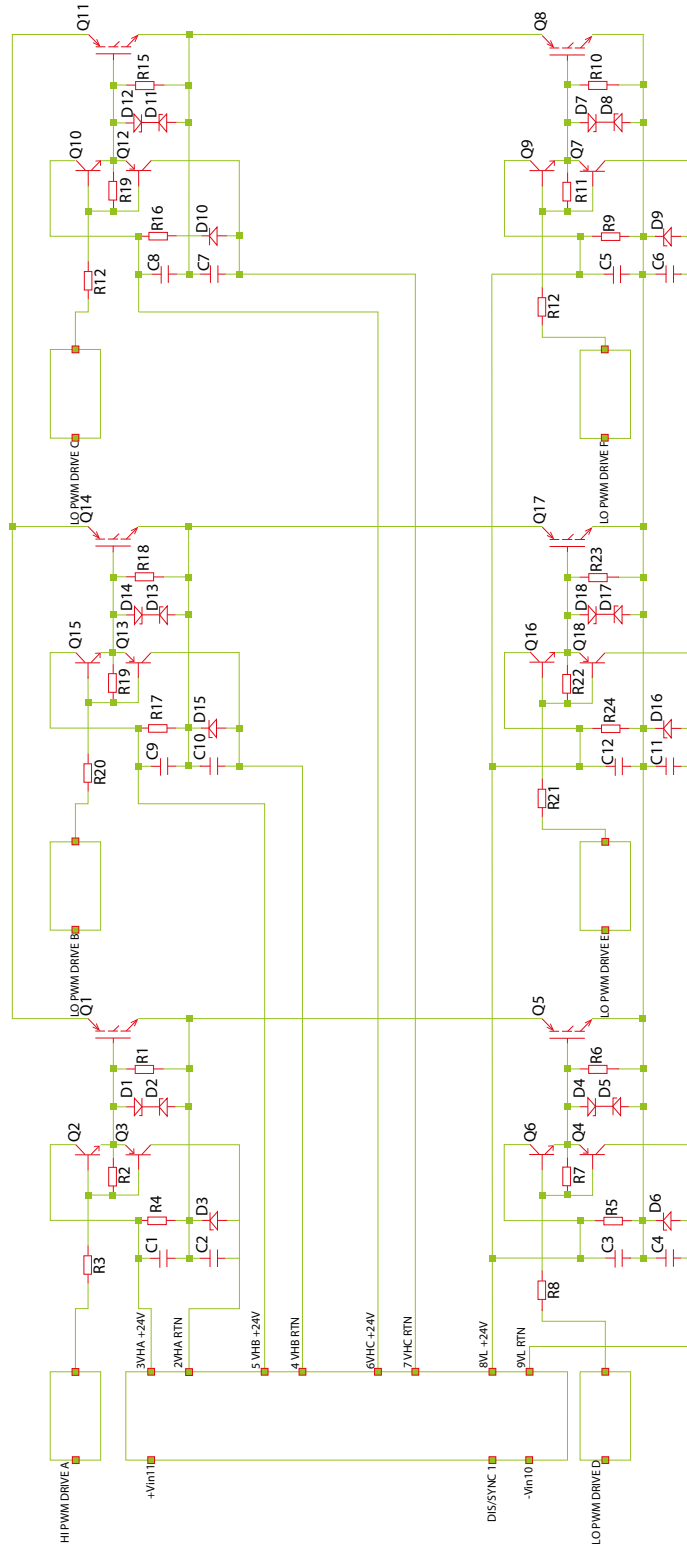 HI PWM DRIVE A
+Vin11
DIS/SYNC 1
-Vin10
LO PWM DRIVE D
3VHA +24V
2VHA RTN
5 VHB +24V
4 VHB RTN
6VHC +24V
7 VHC RTN
8VL +24V
9VL RTN
R3
C1
C2
R4
D3
Q2
R2
Q3
D1
D2
R1
Q1
R8
C3
C4
R5
D6
Q6
R7
Q4
D4
D5
R6
Q5
LO PWM DRIVE B
R20
C9
C10
R17
D15
Q15
R19
Q13
D14
D13
R18
Q14
LO PWM DRIVE E
R21
C12
C11
R24
D16
Q16
R22
Q18
D18
D17
R23
Q17
LO PWM DRIVE C
R12
C8
C7
R16
D10
Q10
R19
Q12
D12
D11
R15
Q11
LO PWM DRIVE F
R12
C5
C6
R9
D9
Q9
R11
Q7
D7
D8
R10
Q8